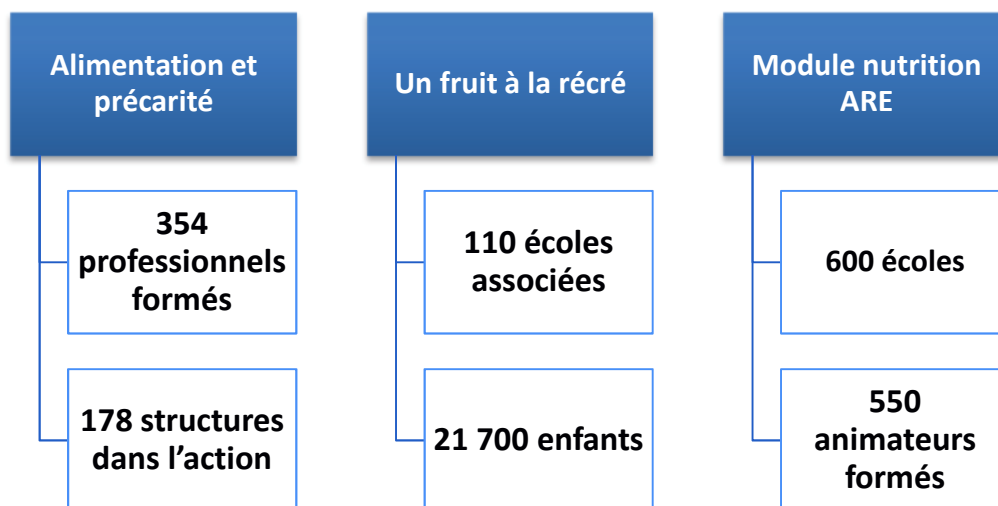 Alimentation et
précarité
354
professionnels
formés
178 structures
dans l’action
Un fruit à la récré
110 écoles
associées
21 700 enfants
Module nutrition
ARE
600 écoles
550
animateurs
formés